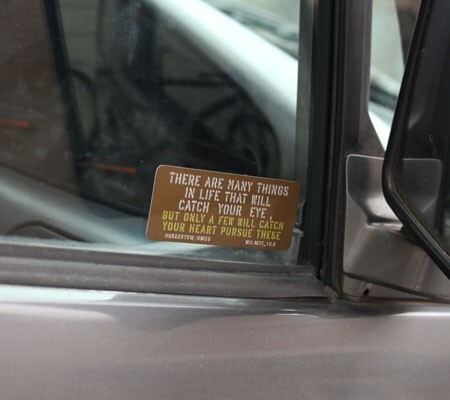 THERE ARE MANY THINGS
IN LIFE THAT WILL
CATCH YOUR EYE,
BUT ONLY A FEW WILL CATCH
YOUR HEART PURSUE THESE